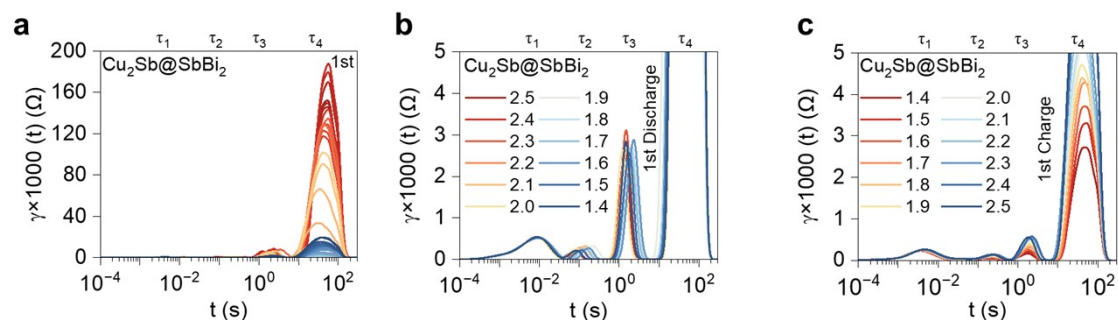 a
τ1 τ2 τ3 τ4
200
160
120
80
40
0
Cu2Sb@SbBi2 1st
γ×1000 (t) (Ω)
10−4 10−2 100 102
t (s)
b
τ1 τ2 τ3 τ4
5
4
3
2
1
0
Cu2Sb@SbBi2
2.5 1.9
2.4 1.8
2.3 1.7
2.2 1.6
2.1 1.5
2.0 1.4
1st Discharge
γ×1000 (t) (Ω)
10−4 10−2 100 102
t (s)
c
τ1 τ2 τ3 τ4
5
4
3
2
1
0
Cu2Sb@SbBi2
1.4 2.0
1.5 2.1
1.6 2.2
1.7 2.3
1.8 2.4
1.9 2.5
1st Charge
γ×1000 (t) (Ω)
10−4 10−2 100 102
t (s)